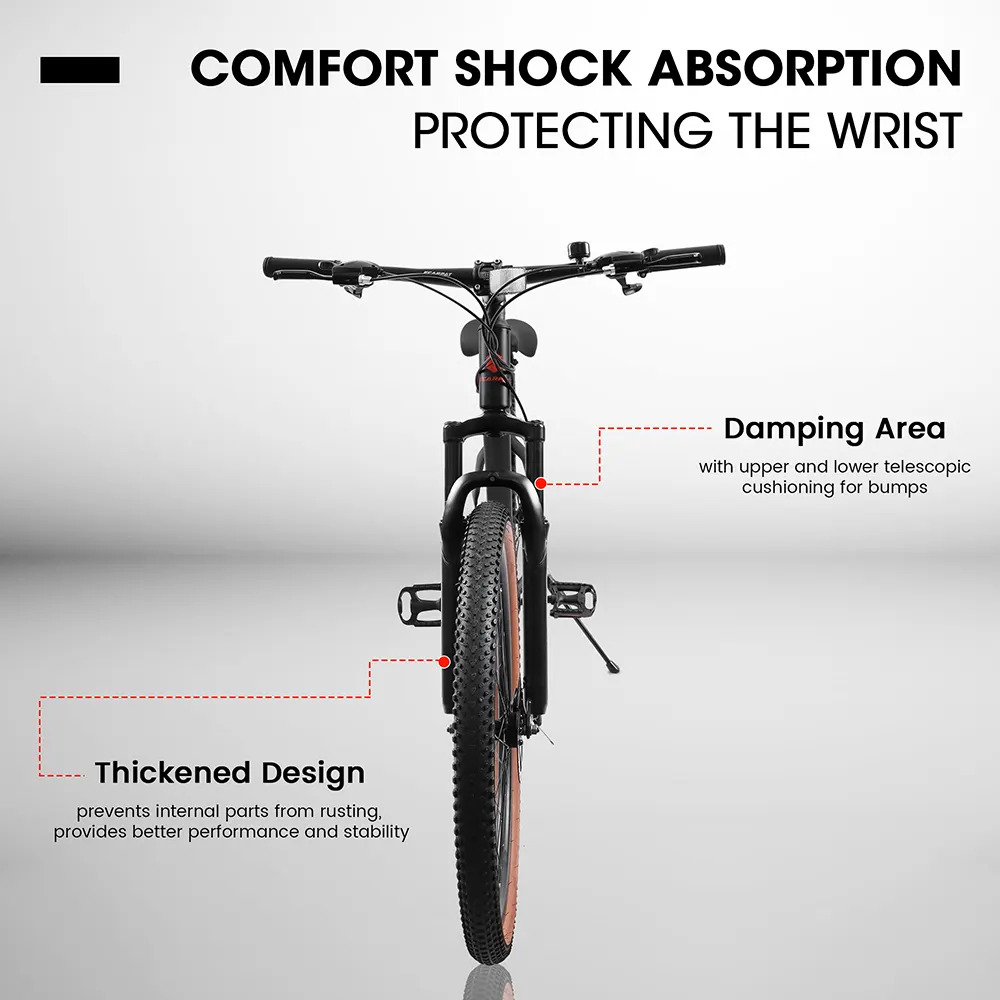 COMFORT SHOCK ABSORPTION
PROTECTING THE WRIST
Damping Area
with upper and lower telescopic
cushioning for bumps
Thickened Design
prevents internal parts from rusting,
provides better performance and stability